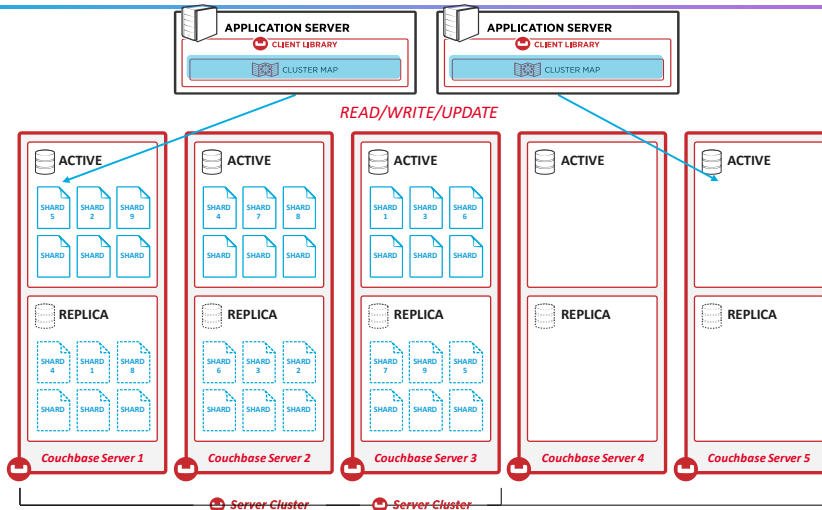 APPLICATION SERVER
CLIENT LIBRARY
CLUSTER MAP
APPLICATION SERVER
CLIENT LIBRARY
CLUSTER MAP
READ/WRITE/UPDATE
ACTIVE
SHARD 5
SHARD 2
SHARD 9
SHARD
SHARD
SHARD
REPLICA
SHARD 4
SHARD 1
SHARD 8
SHARD
SHARD
SHARD
Couchbase Server 1
ACTIVE
SHARD 4
SHARD 7
SHARD 8
SHARD
SHARD
SHARD
REPLICA
SHARD 6
SHARD 3
SHARD 2
SHARD
SHARD
SHARD
Couchbase Server 2
ACTIVE
SHARD 1
SHARD 3
SHARD 6
SHARD
SHARD
SHARD
REPLICA
SHARD 7
SHARD 9
SHARD 5
SHARD
SHARD
SHARD
Couchbase Server 3
ACTIVE
REPLICA
Couchbase Server 4
ACTIVE
REPLICA
Couchbase Server 5
Server Cluster
Server Cluster